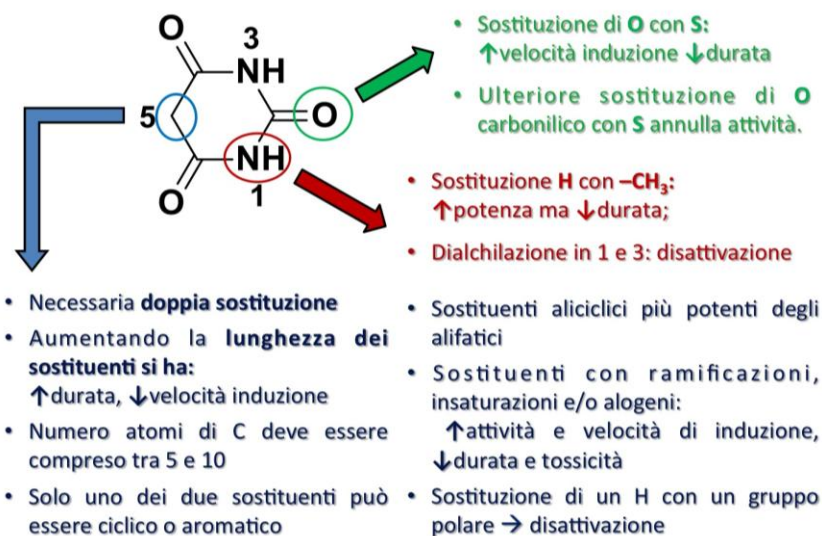 O
3
NH
5
O
NH
O
1
• Sostituzione di O con S:
↑velocità induzione ↓durata
• Ulteriore sostituzione di O
carbonilico con S annulla attività.
• Sostituzione H con –CH₃:
↑potenza ma ↓durata;
• Dialchilazione in 1 e 3: disattivazione
• Necessaria doppia sostituzione
• Aumentando la lunghezza dei
sostituenti si ha:
↑durata, ↓velocità induzione
• Numero atomi di C deve essere
compreso tra 5 e 10
• Solo uno dei due sostituenti può
essere ciclico o aromatico
• Sostituenti aliciclici più potenti degli
alifatici
• Sostituenti con ramificazioni,
insaturazioni e/o alogeni:
↑attività e velocità di induzione,
↓durata e tossicità
• Sostituzione di un H con un gruppo
polare → disattivazione